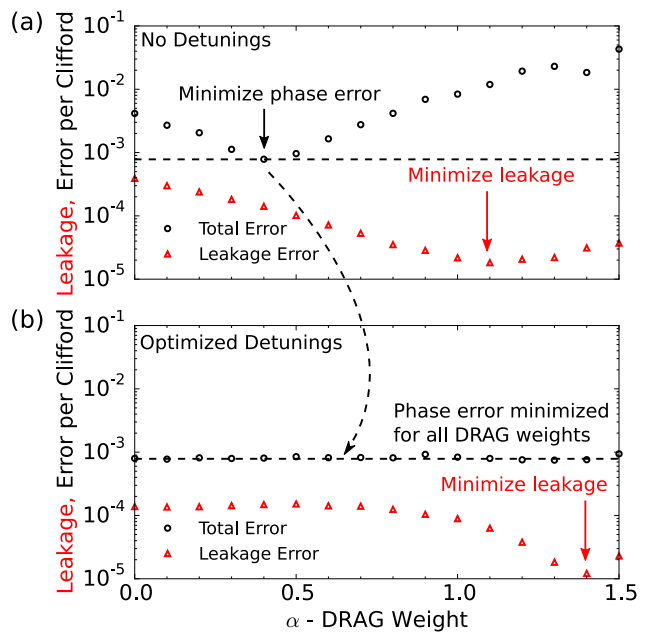 (a)
No Detunings
Minimize phase error
Minimize leakage
Total Error
Leakage Error
Leakage, Error per Clifford
10^-1
10^-2
10^-3
10^-4
10^-5
(b)
Optimized Detunings
Phase error minimized
for all DRAG weights
Minimize leakage
Total Error
Leakage Error
Leakage, Error per Clifford
10^-1
10^-2
10^-3
10^-4
10^-5
0.0 0.5 1.0 1.5
α - DRAG Weight